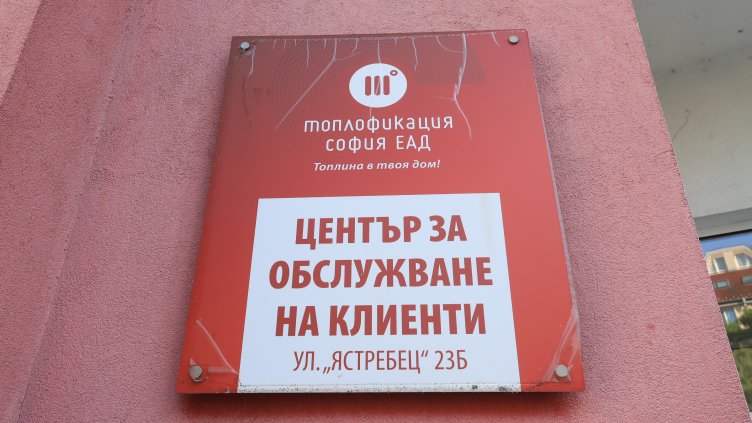 топлофикация
софия ЕАД
Топлина в твоя дом!
ЦЕНТЪР ЗА
ОБСЛУЖВАНЕ
НА КЛИЕНТИ
УЛ. „ЯСТРЕБЕЦ“ 23Б